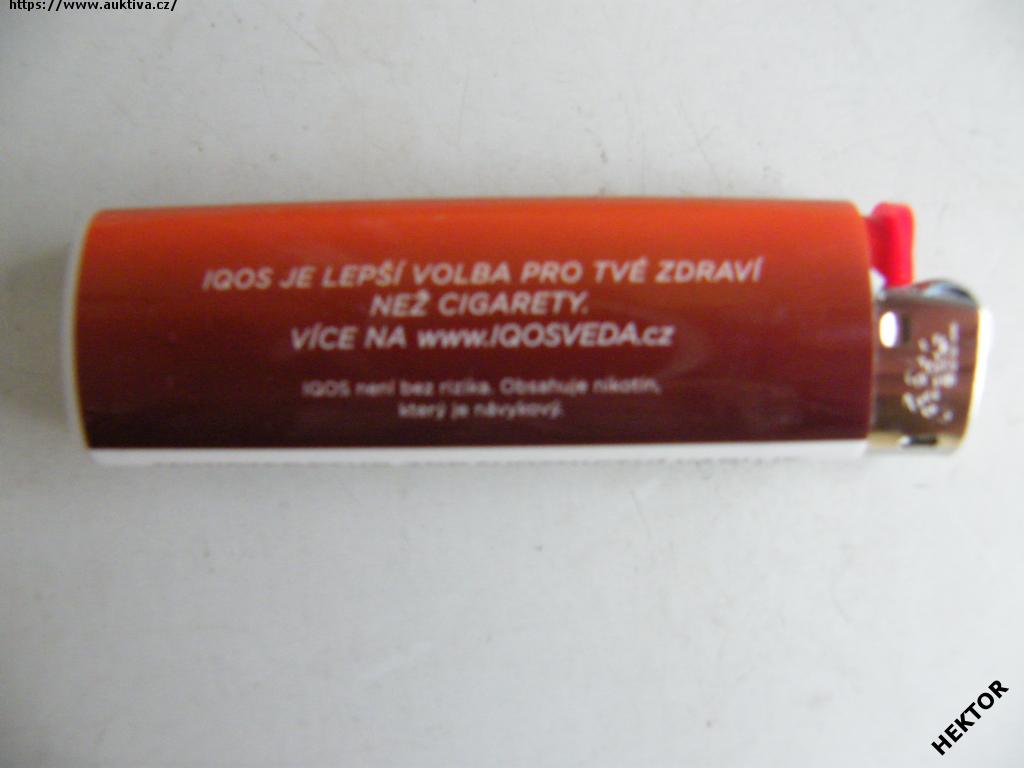 https://www.auktiva.cz/
IQOS JE LEPŠÍ VOLBA PRO TVÉ ZDRAVÍ
NEŽ CIGARETY.
VÍCE NA www.IQOSVEDA.cz
IQOS není bez rizika. Obsahuje nikotin,
který je návykový.
HEKTOR